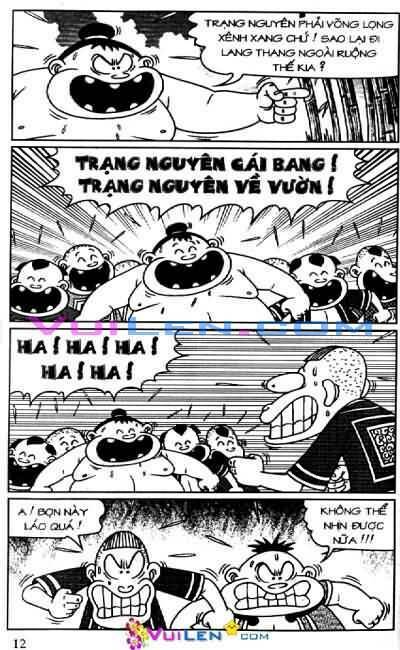 TRẠNG NGUYÊN PHẢI VÕNG LỌNG
XÊNH XANG CHỨ! SAO LẠI ĐI
LANG THANG NGOÀI RUỘNG
THẾ KIA?
TRẠNG NGUYÊN CÁI BANG!
TRẠNG NGUYÊN VỀ VƯỜN!
VUILEN.COM
HA! HA! HA!
HA! HA!
A! BỌN NÀY
LÁO QUÁ!
KHÔNG THỂ
NHỊN ĐƯỢC
NỮA!!!
12
VUILEN.COM